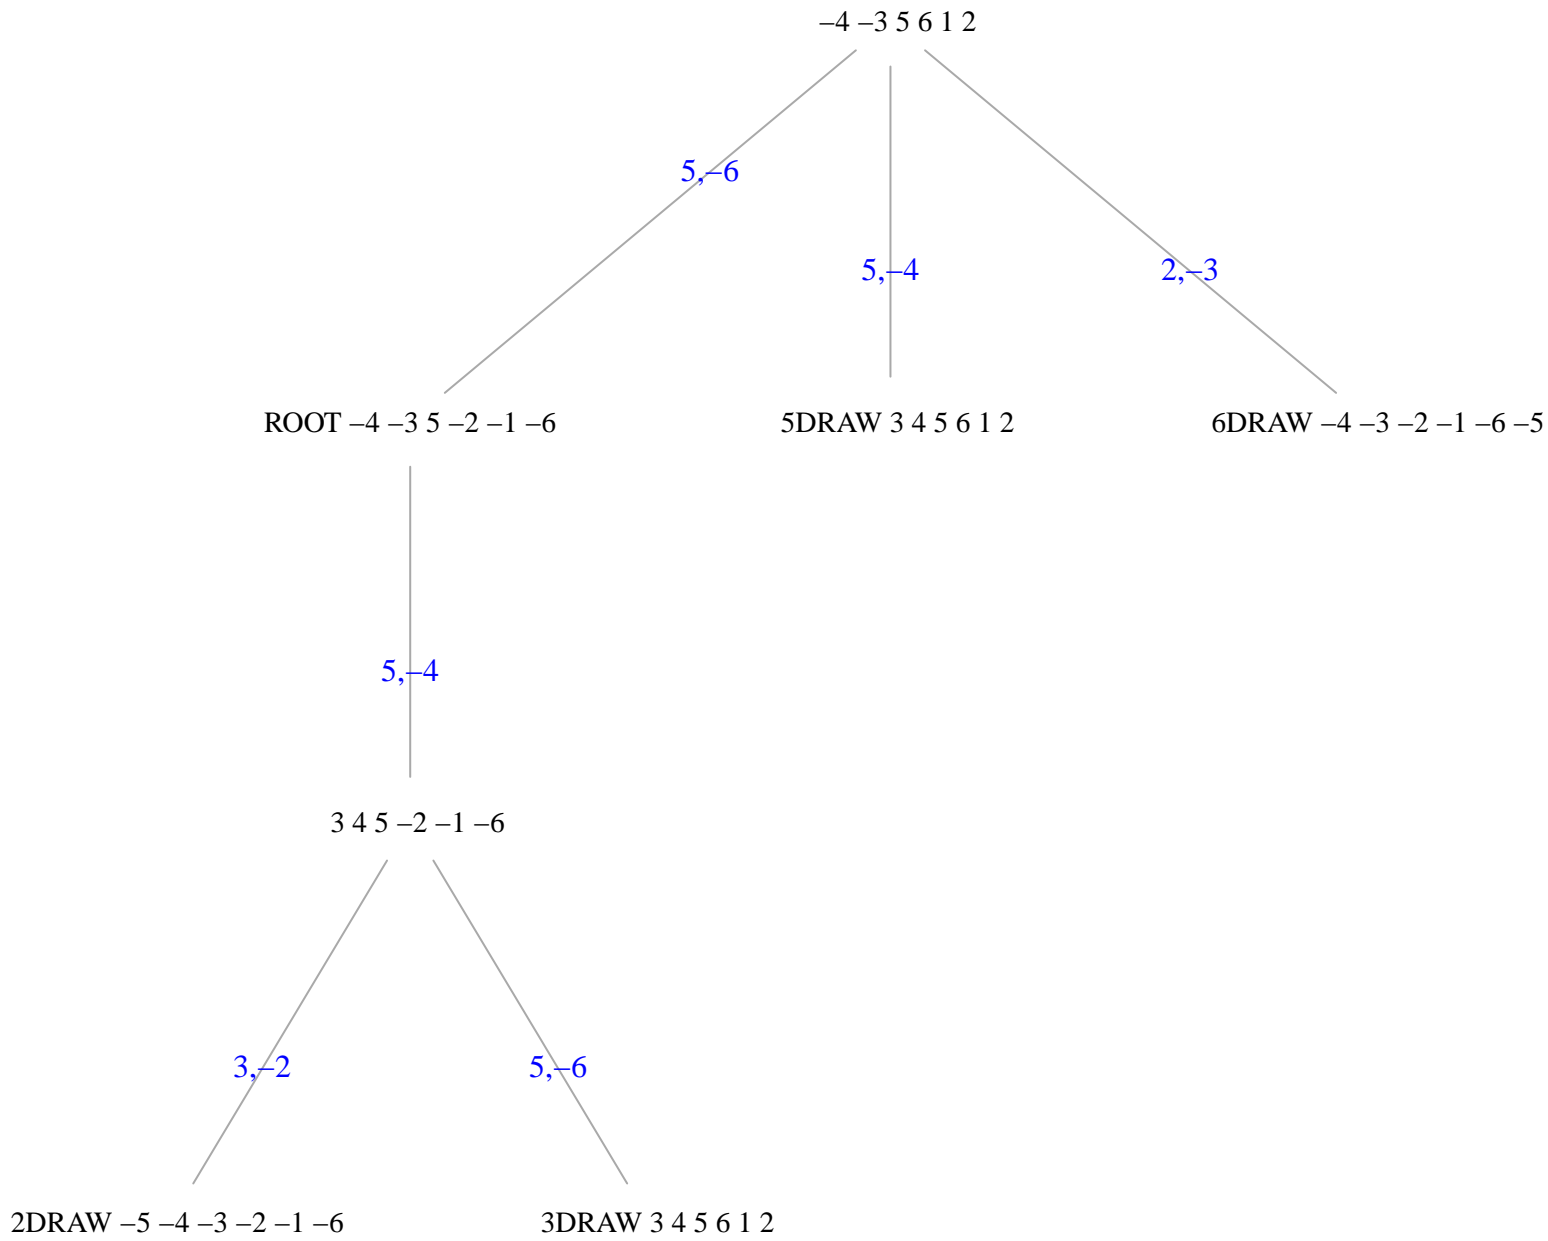 –4 –3 5 6 1 2
5,–6
5,–4
2,–3
ROOT –4 –3 5 –2 –1 –6
5DRAW 3 4 5 6 1 2
6DRAW –4 –3 –2 –1 –6 –5
5,–4
3 4 5 –2 –1 –6
3,–2
5,–6
2DRAW –5 –4 –3 –2 –1 –6
3DRAW 3 4 5 6 1 2